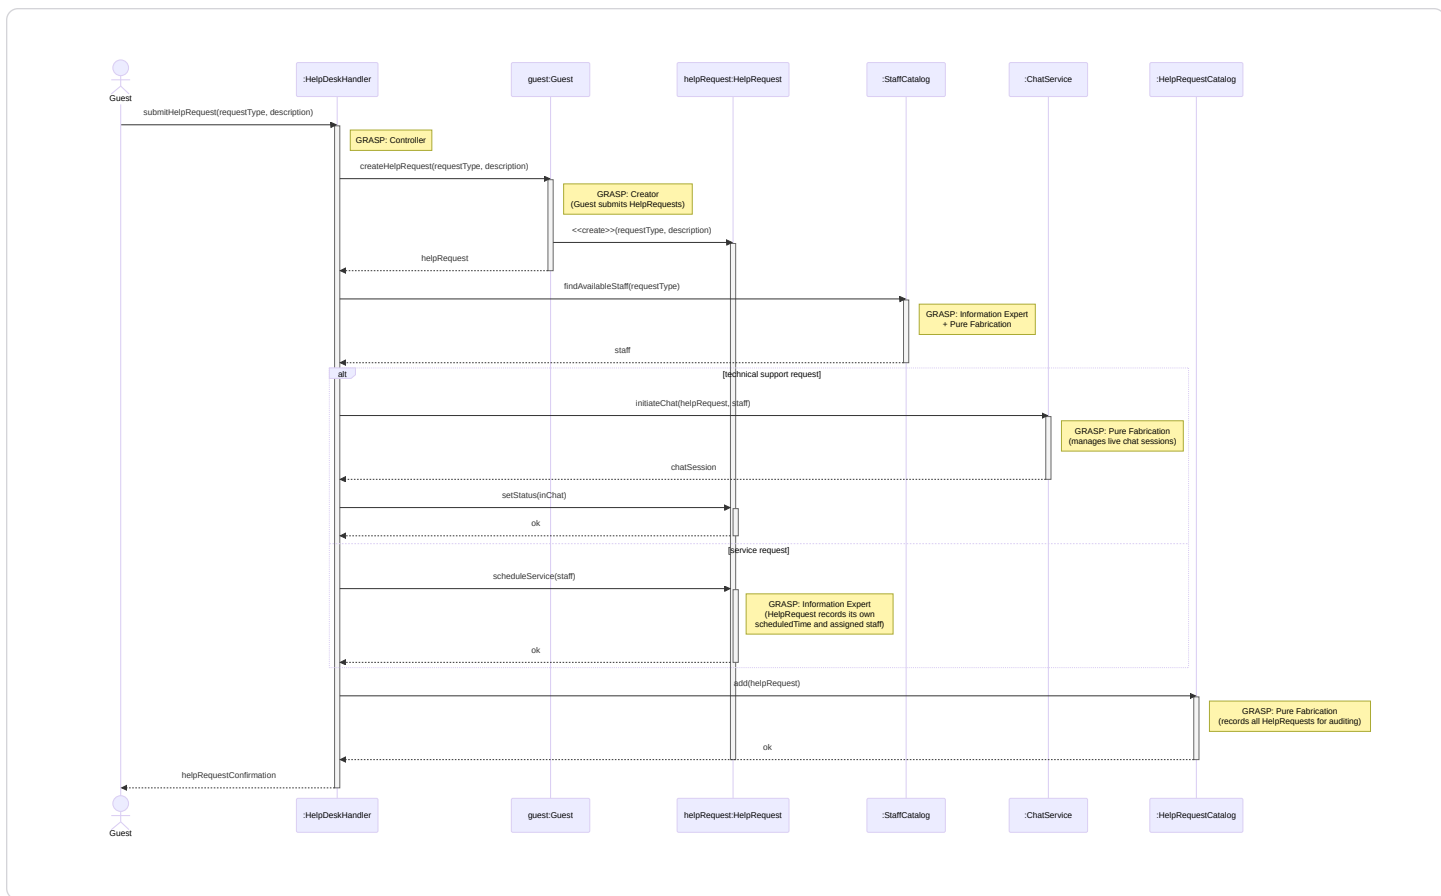 :HelpDeskHandler
guest:Guest
helpRequest:HelpRequest
:StaffCatalog
:ChatService
:HelpRequestCatalog
Guest
submitHelpRequest(requestType, description)
GRASP: Controller
createHelpRequest(requestType, description)
GRASP: Creator
(Guest submits HelpRequests)
<<create>>(requestType, description)
helpRequest
findAvailableStaff(requestType)
GRASP: Information Expert
+ Pure Fabrication
staff
alt
[technical support request]
initiateChat(helpRequest, staff)
GRASP: Pure Fabrication
(manages live chat sessions)
chatSession
setStatus(inChat)
ok
[service request]
scheduleService(staff)
GRASP: Information Expert
(HelpRequest records its own
scheduledTime and assigned staff)
ok
add(helpRequest)
GRASP: Pure Fabrication
(records all HelpRequests for auditing)
ok
helpRequestConfirmation
:HelpDeskHandler
guest:Guest
helpRequest:HelpRequest
:StaffCatalog
:ChatService
:HelpRequestCatalog
Guest